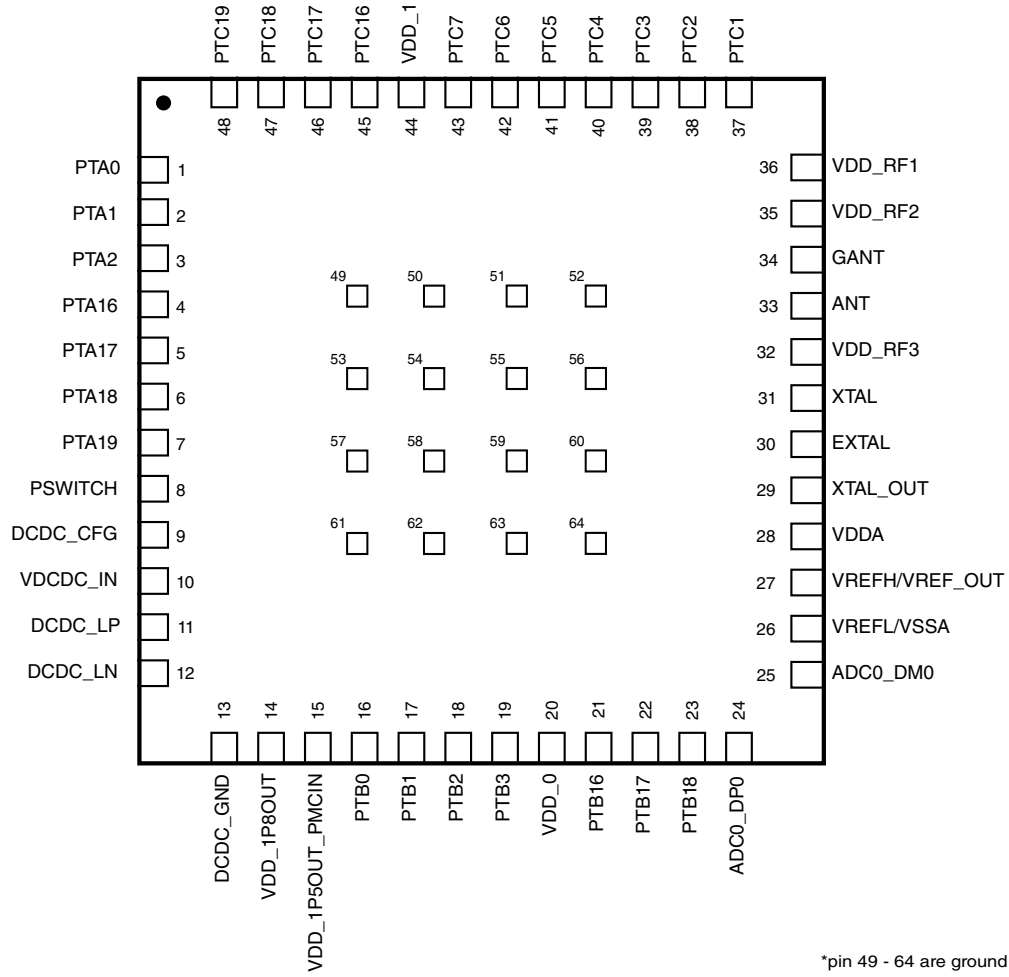 PTC19
PTC18
PTC17
PTC16
VDD_1
PTC7
PTC6
PTC5
PTC4
PTC3
PTC2
PTC1
48
47
46
45
44
43
42
41
40
39
38
37
PTA0 1
PTA1 2
PTA2 3
PTA16 4
PTA17 5
PTA18 6
PTA19 7
PSWITCH 8
DCDC_CFG 9
VDCDC_IN 10
DCDC_LP 11
DCDC_LN 12
49 50 51 52
53 54 55 56
57 58 59 60
61 62 63 64
36 VDD_RF1
35 VDD_RF2
34 GANT
33 ANT
32 VDD_RF3
31 XTAL
30 EXTAL
29 XTAL_OUT
28 VDDA
27 VREFH/VREF_OUT
26 VREFL/VSSA
25 ADC0_DM0
13
14
15
16
17
18
19
20
21
22
23
24
DCDC_GND
VDD_1P8OUT
VDD_1P5OUT_PMCIN
PTB0
PTB1
PTB2
PTB3
VDD_0
PTB16
PTB17
PTB18
ADC0_DP0
*pin 49 - 64 are ground